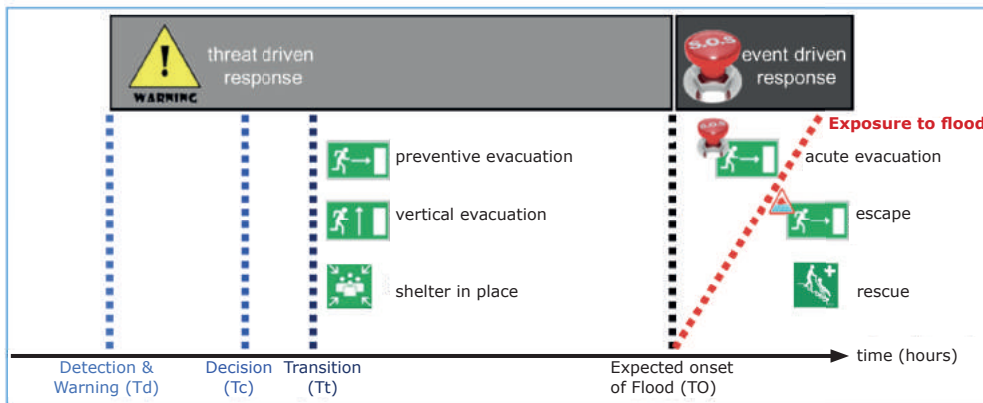 threat driven
response
WARNING
S.O.S
event driven
response
Exposure to flood
S.O.S
preventive evacuation
acute evacuation
vertical evacuation
escape
shelter in place
rescue
time (hours)
Detection &
Warning (Td)
Decision
(Tc)
Transition
(Tt)
Expected onset
of Flood (TO)